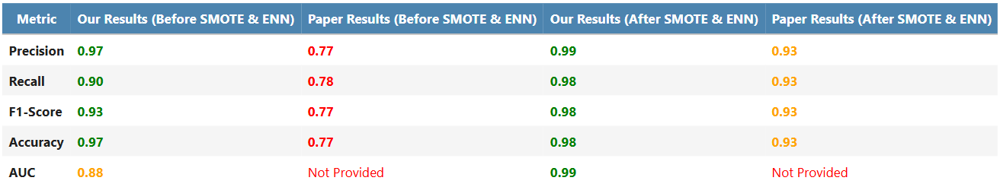 Metric Our Results (Before SMOTE & ENN) Paper Results (Before SMOTE & ENN) Our Results (After SMOTE & ENN) Paper Results (After SMOTE & ENN)
Precision 0.97 0.77 0.99 0.93
Recall 0.90 0.78 0.98 0.93
F1-Score 0.93 0.77 0.98 0.93
Accuracy 0.97 0.77 0.98 0.93
AUC 0.88 Not Provided 0.99 Not Provided